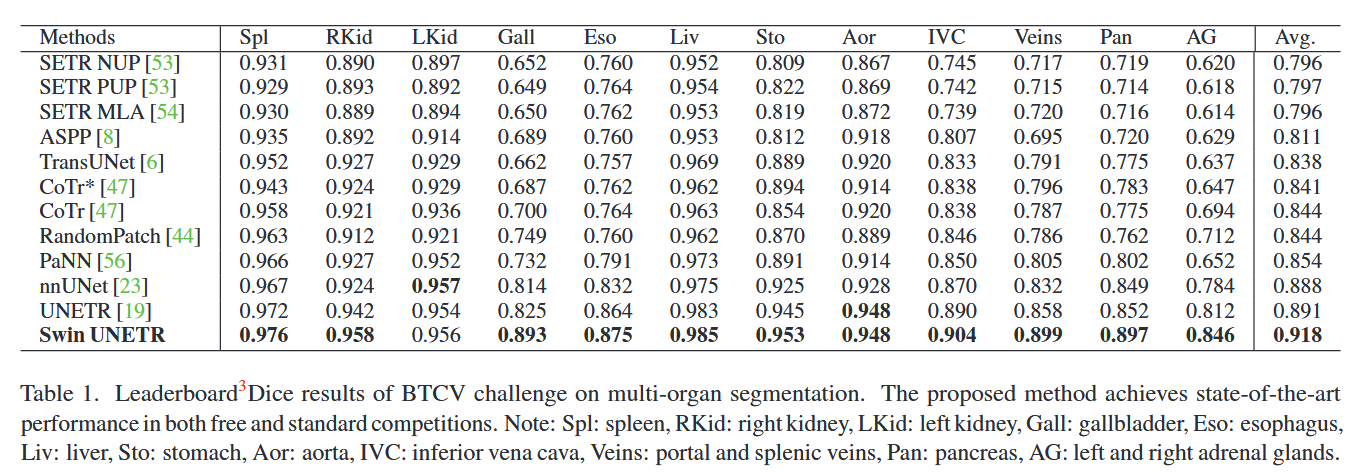 Methods Spl RKid LKid Gall Eso Liv Sto Aor IVC Veins Pan AG Avg.
SETR NUP [53] 0.931 0.890 0.897 0.652 0.760 0.952 0.809 0.867 0.745 0.717 0.719 0.620 0.796
SETR PUP [53] 0.929 0.893 0.892 0.649 0.764 0.954 0.822 0.869 0.742 0.715 0.714 0.618 0.797
SETR MLA [54] 0.930 0.889 0.894 0.650 0.762 0.953 0.819 0.872 0.739 0.720 0.716 0.614 0.796
ASPP [8] 0.935 0.892 0.914 0.689 0.760 0.953 0.812 0.918 0.807 0.695 0.720 0.629 0.811
TransUNet [6] 0.952 0.927 0.929 0.662 0.757 0.969 0.889 0.920 0.833 0.791 0.775 0.637 0.838
CoTr* [47] 0.943 0.924 0.929 0.687 0.762 0.962 0.894 0.914 0.838 0.796 0.783 0.647 0.841
CoTr [47] 0.958 0.921 0.936 0.700 0.764 0.963 0.854 0.920 0.838 0.787 0.775 0.694 0.844
RandomPatch [44] 0.963 0.912 0.921 0.749 0.760 0.962 0.870 0.889 0.846 0.786 0.762 0.712 0.844
PaNN [56] 0.966 0.927 0.952 0.732 0.791 0.973 0.891 0.914 0.850 0.805 0.802 0.652 0.854
nnUNet [23] 0.967 0.924 0.957 0.814 0.832 0.975 0.925 0.928 0.870 0.832 0.849 0.784 0.888
UNETR [19] 0.972 0.942 0.954 0.825 0.864 0.983 0.945 0.948 0.890 0.858 0.852 0.812 0.891
Swin UNETR 0.976 0.958 0.956 0.893 0.875 0.985 0.953 0.948 0.904 0.899 0.897 0.846 0.918
Table 1. Leaderboard3Dice results of BTCV challenge on multi-organ segmentation. The proposed method achieves state-of-the-art
performance in both free and standard competitions. Note: Spl: spleen, RKid: right kidney, LKid: left kidney, Gall: gallbladder, Eso: esophagus,
Liv: liver, Sto: stomach, Aor: aorta, IVC: inferior vena cava, Veins: portal and splenic veins, Pan: pancreas, AG: left and right adrenal glands.